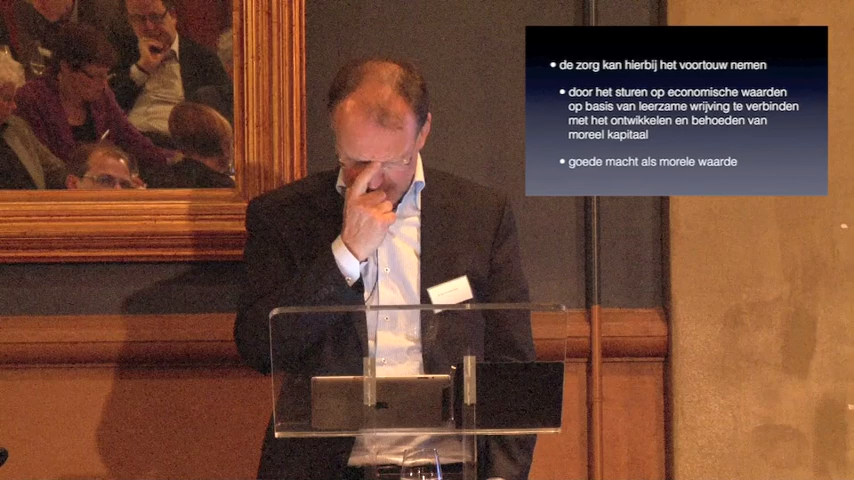 • de zorg kan hierbij het voortouw nemen
• door het sturen op economische waarden
op basis van leerzame wrijving te verbinden
met het ontwikkelen en behoeden van
moreel kapitaal
• goede macht als morele waarde